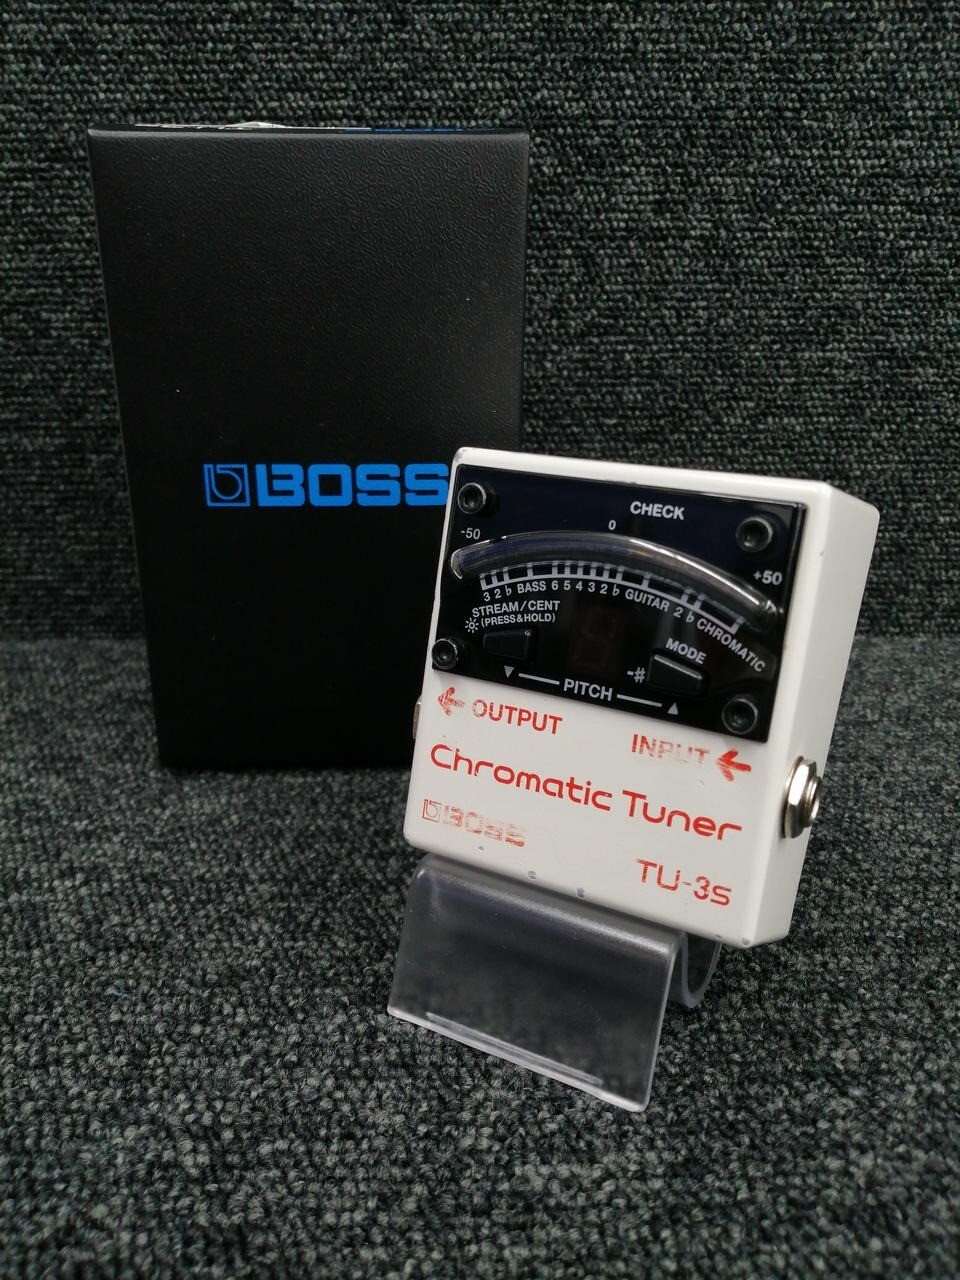 BOSS
CHECK
-50 0 +50
3 2 ♭ BASS 6 5 4 3 2 ♭ GUITAR 2 ♭ CHROMATIC
STREAM/CENT
(PRESS&HOLD)
MODE
-#
▼ PITCH ▲
← OUTPUT
INPUT ←
Chromatic Tuner
BOSS
TU-3S